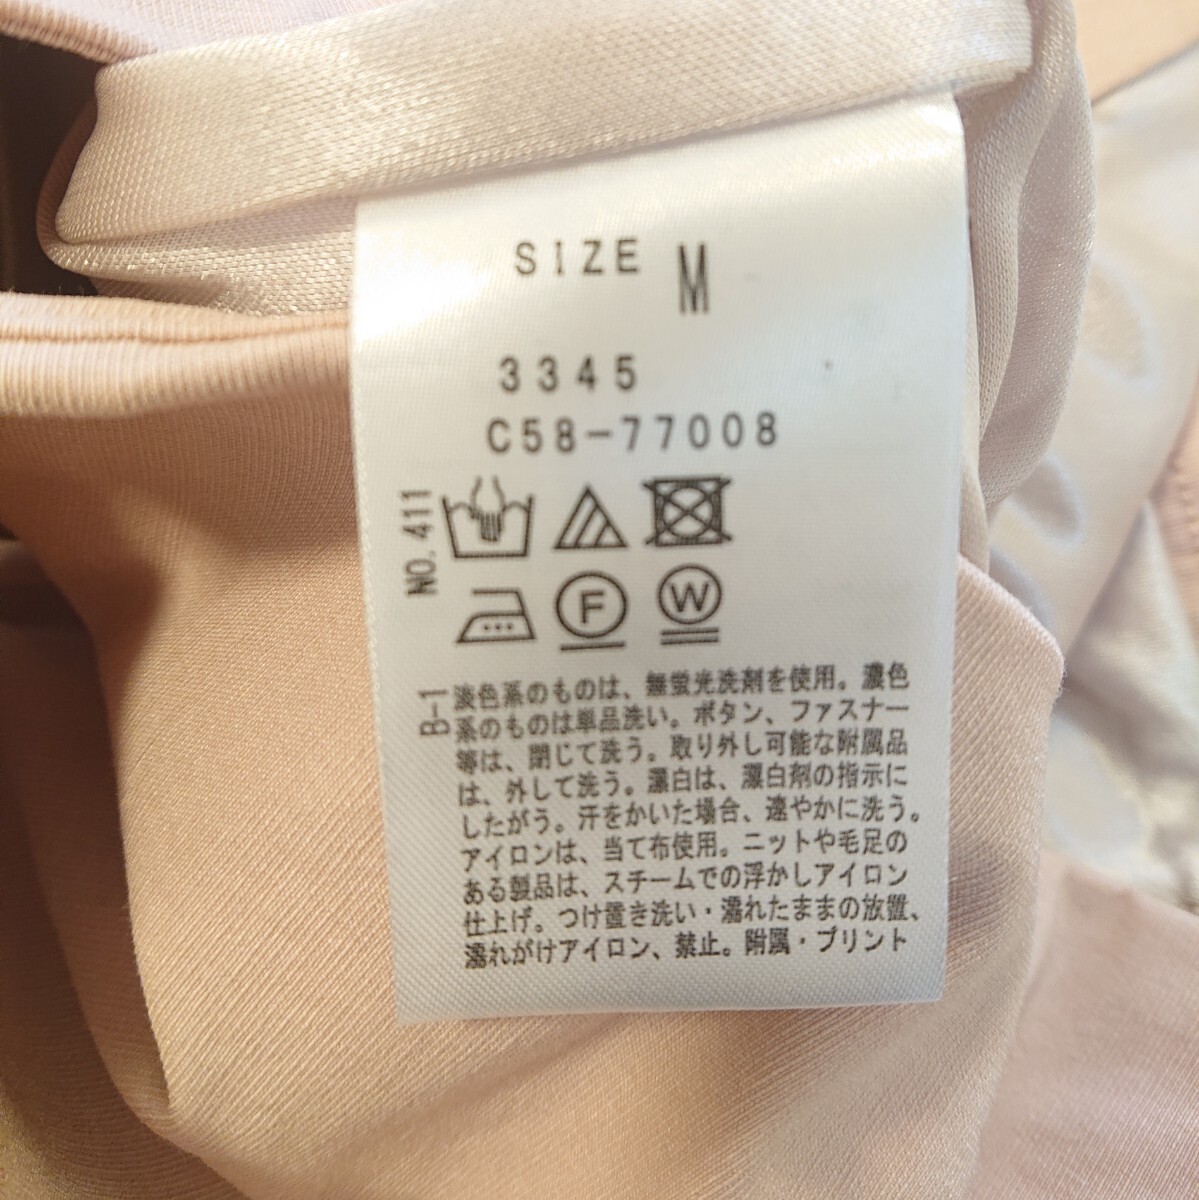 SIZE M
3345
C58-77008
NO. 411
F
W
B-1
淡色系のものは、無蛍光洗剤を使用。濃色
系のものは単品洗い。ボタン、ファスナー
等は、閉じて洗う。取り外し可能な附属品
は、外して洗う。漂白は、漂白剤の指示に
したがう。汗をかいた場合、速やかに洗う。
アイロンは、当て布使用。ニットや毛足の
ある製品は、スチームでの浮かしアイロン
仕上げ。つけ置き洗い・濡れたままの放置、
濡れがけアイロン、禁止。附属・プリント